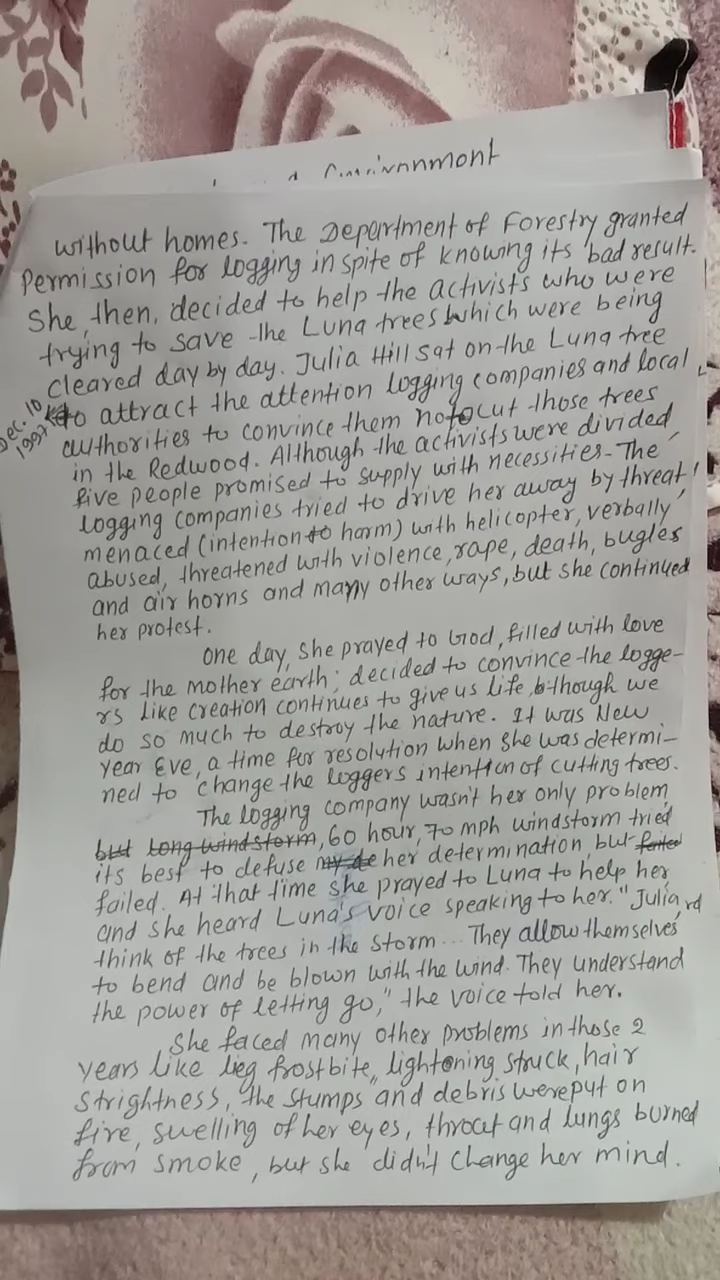 Environment
without homes. The Department of Forestry granted
Permission for logging in spite of knowing its bad result.
She, then, decided to help the activists who were
trying to save the Luna trees which were being
cleared day by day. Julia Hill sat on the Luna tree
Dec. 10, 1997 to attract the attention logging companies and local
authorities to convince them not to cut those trees
in the Redwood. Although the activists were divided,
five people promised to supply with necessities. The
logging companies tried to drive her away by threat,
menaced (intention to harm) with helicopter, verbally
abused, threatened with violence, rape, death, bugles
and air horns and many other ways, but she continued
her protest.
One day, she prayed to God, filled with love
for the mother earth; decided to convince the logge-
rs like creation continues to give us life though we
do so much to destroy the nature. It was New
year Eve, a time for resolution when she was determi-
ned to change the loggers intention of cutting trees.
The logging company wasn't her only problem
but long windstorm, 60 hour, 70 mph windstorm tried
its best to defuse her determination but failed
failed. At that time she prayed to Luna to help her
and she heard Luna's voice speaking to her. "Julia,
think of the trees in the storm... They allow themselves
to bend and be blown with the wind. They understand
the power of letting go," the voice told her.
She faced many other problems in those 2
years like leg frostbite, lightening struck, hair
strightness, the stumps and debris were put on
fire, swelling of her eyes, throat and lungs burned
from smoke, but she didn't change her mind.